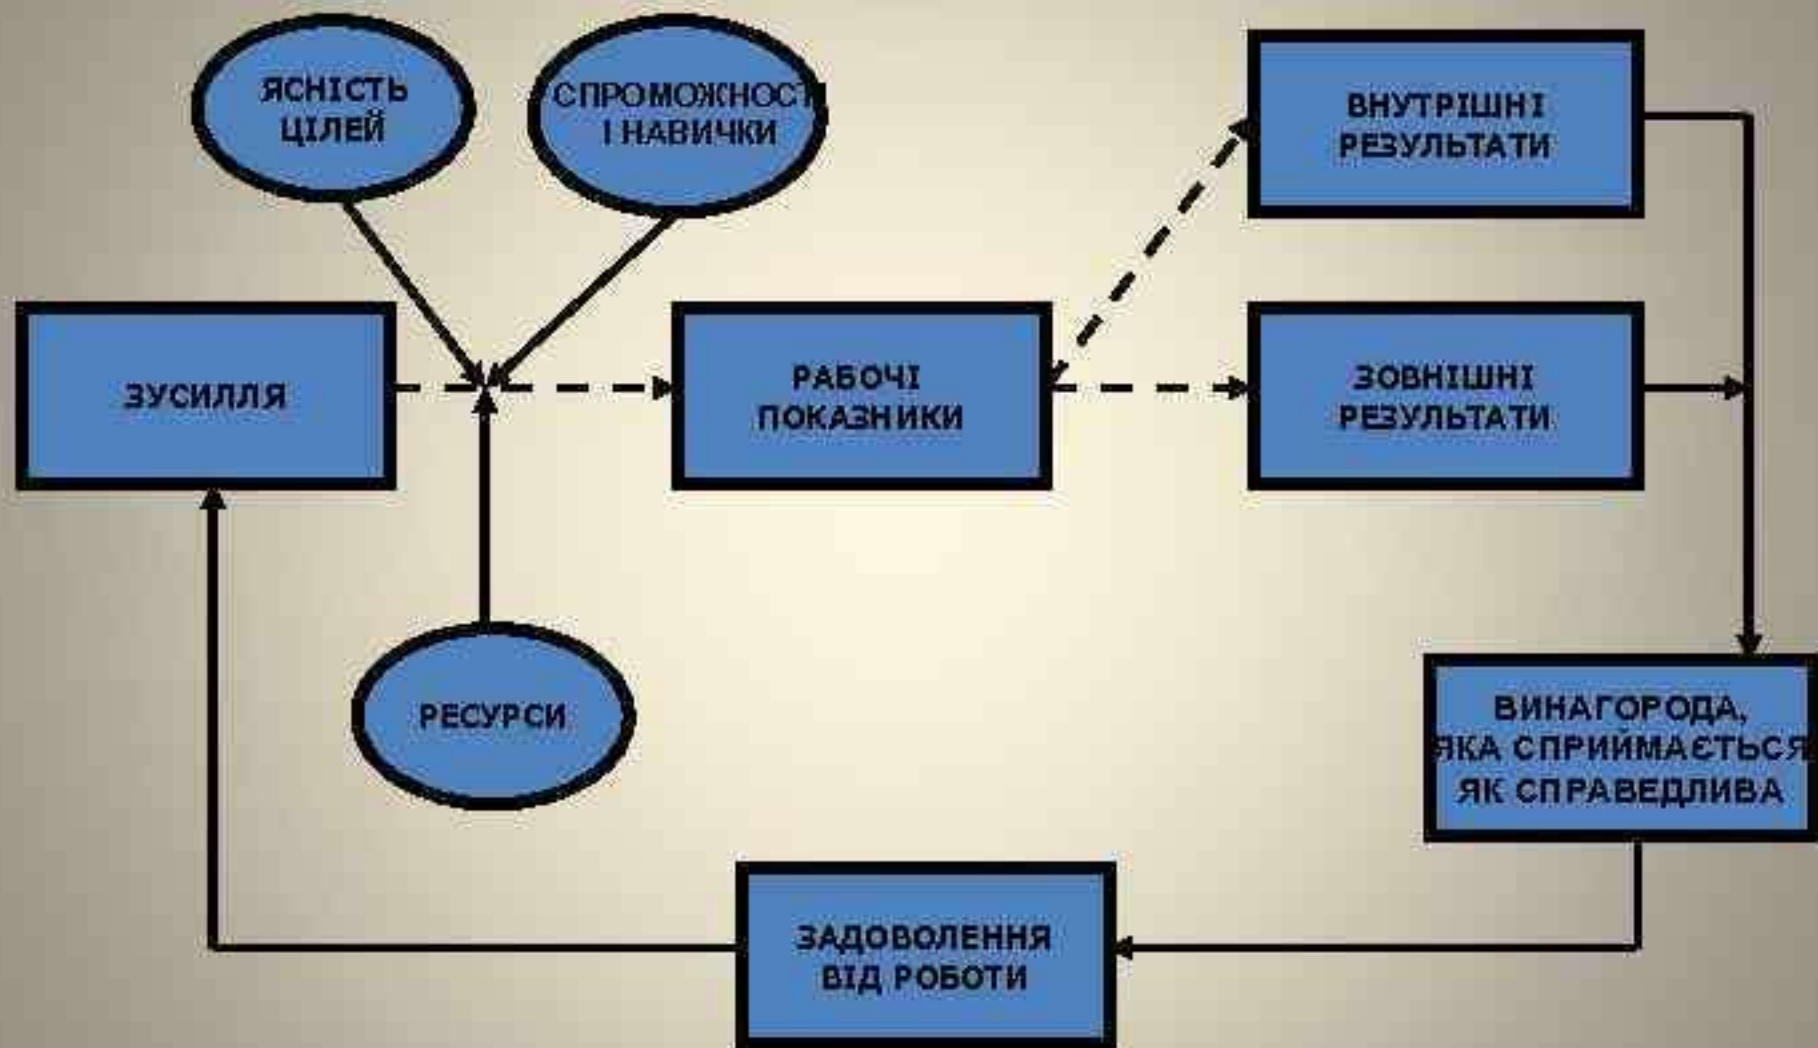 ЯСНІСТЬ
ЦІЛЕЙ
СПРОМОЖНОСТІ
І НАВИЧКИ
ВНУТРІШНІ
РЕЗУЛЬТАТИ
ЗУСИЛЛЯ
РАБОЧІ
ПОКАЗНИКИ
ЗОВНІШНІ
РЕЗУЛЬТАТИ
РЕСУРСИ
ВИНАГОРОДА,
ЯКА СПРИЙМАЄТЬСЯ
ЯК СПРАВЕДЛИВА
ЗАДОВОЛЕННЯ
ВІД РОБОТИ